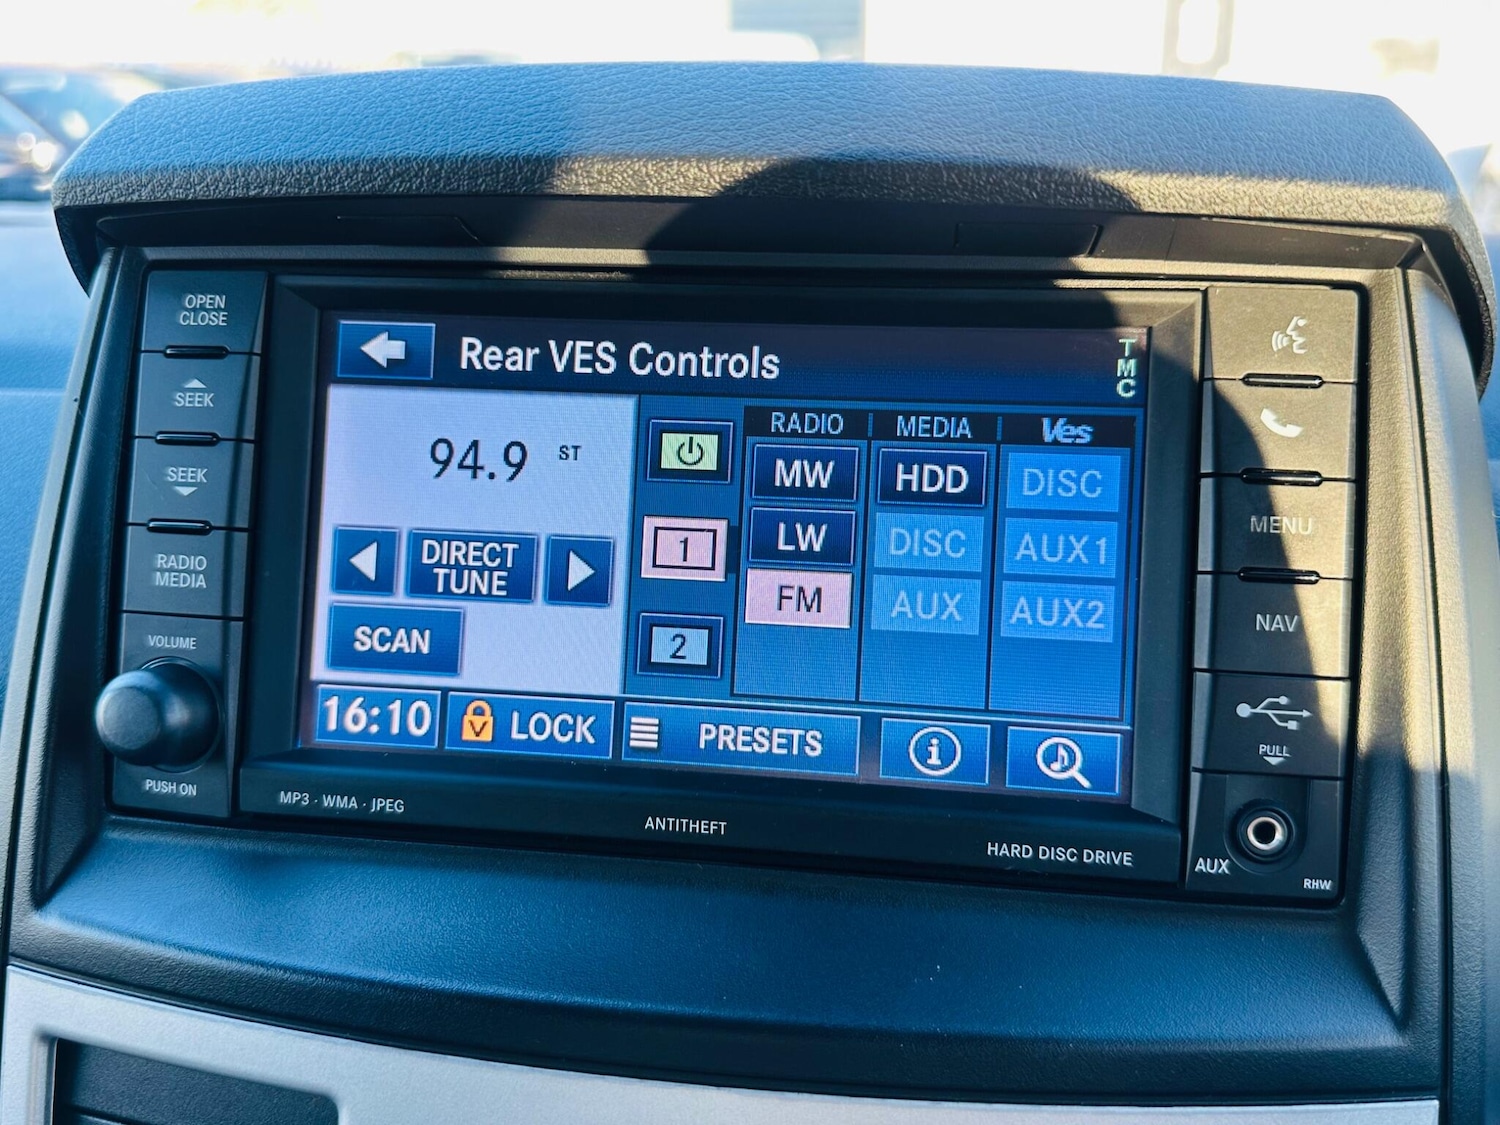 OPEN
CLOSE
SEEK
SEEK
RADIO
MEDIA
VOLUME
PUSH ON
Rear VES Controls
TMC
94.9 ST
DIRECT
TUNE
SCAN
1
2
RADIO
MW
LW
FM
MEDIA
HDD
DISC
AUX
Ves
DISC
AUX1
AUX2
16:10
LOCK
PRESETS
i
MENU
NAV
PULL
AUX
RHW
MP3 · WMA · JPEG
ANTITHEFT
HARD DISC DRIVE